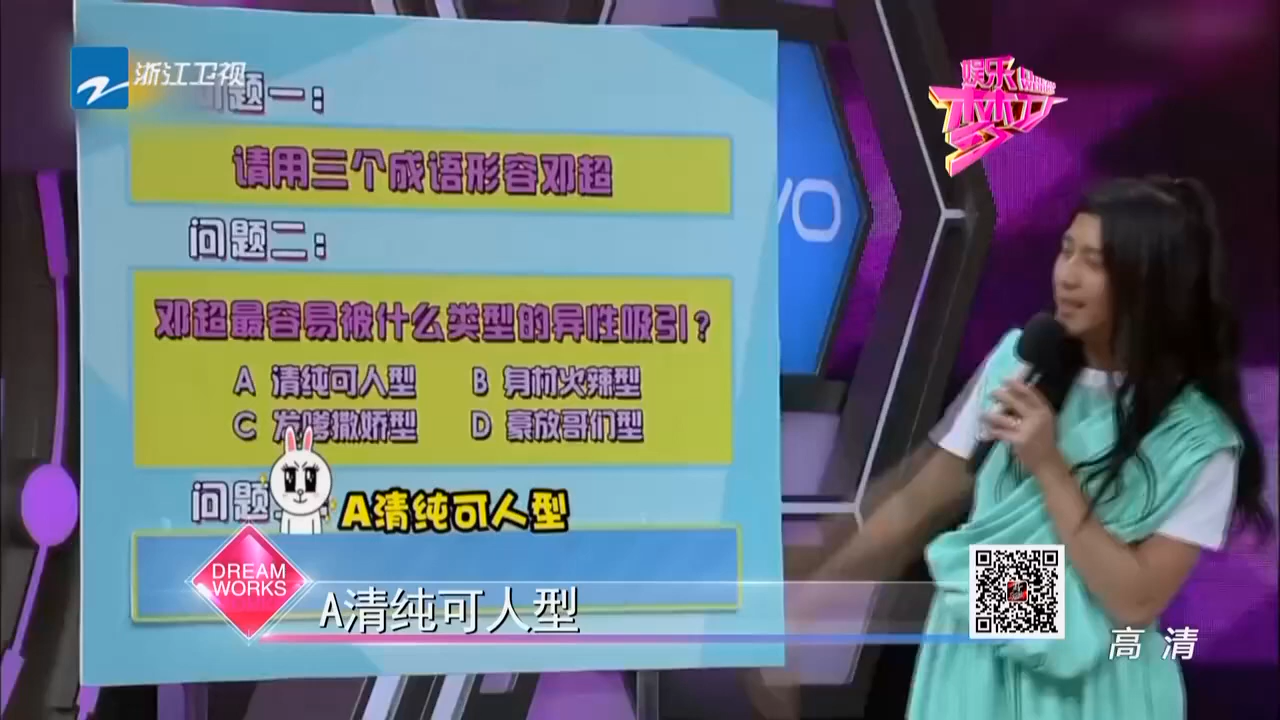 浙江卫视
娱乐
梦工厂
问题一：
请用三个成语形容邓超
问题二：
邓超最容易被什么类型的异性吸引？
A 清纯可人型 B 身材火辣型
C 发嗲撒娇型 D 豪放哥们型
问题
A清纯可人型
DREAM
WORKS
A清纯可人型
高清